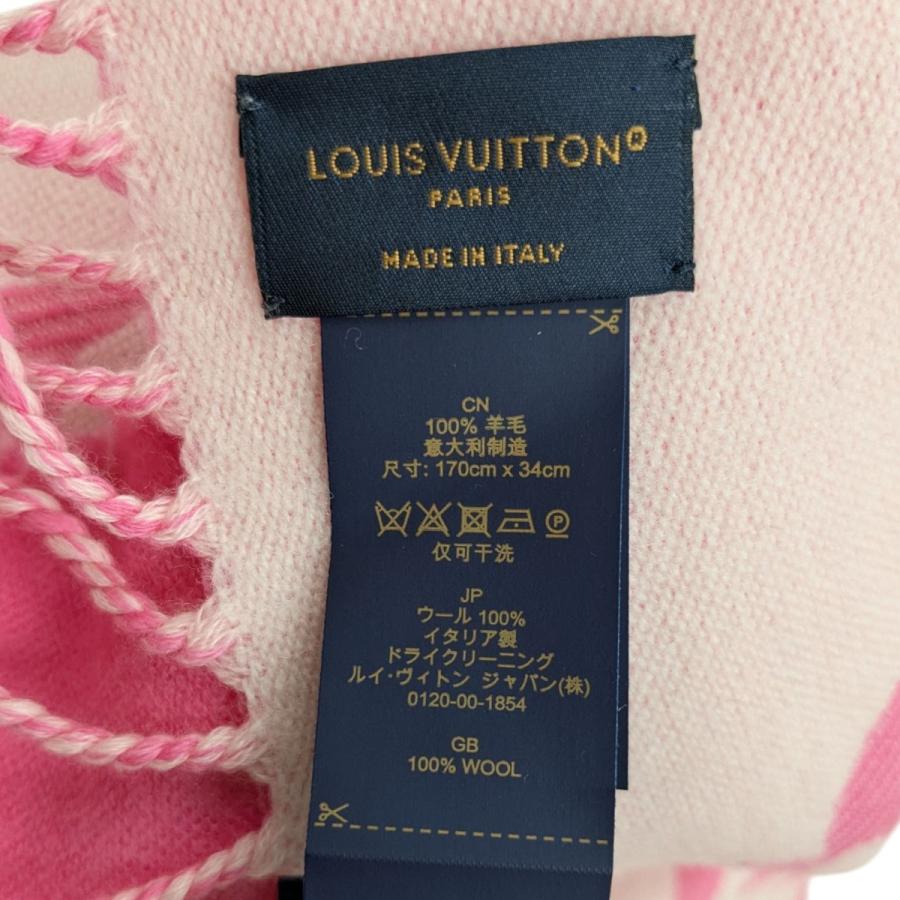 LOUIS VUITTON®
PARIS
MADE IN ITALY
CN
100% 羊毛
意大利制造
尺寸: 170cm x 34cm
P
仅可干洗
JP
ウール 100%
イタリア製
ドライクリーニング
ルイ·ヴィトン ジャパン(株)
0120-00-1854
GB
100% WOOL